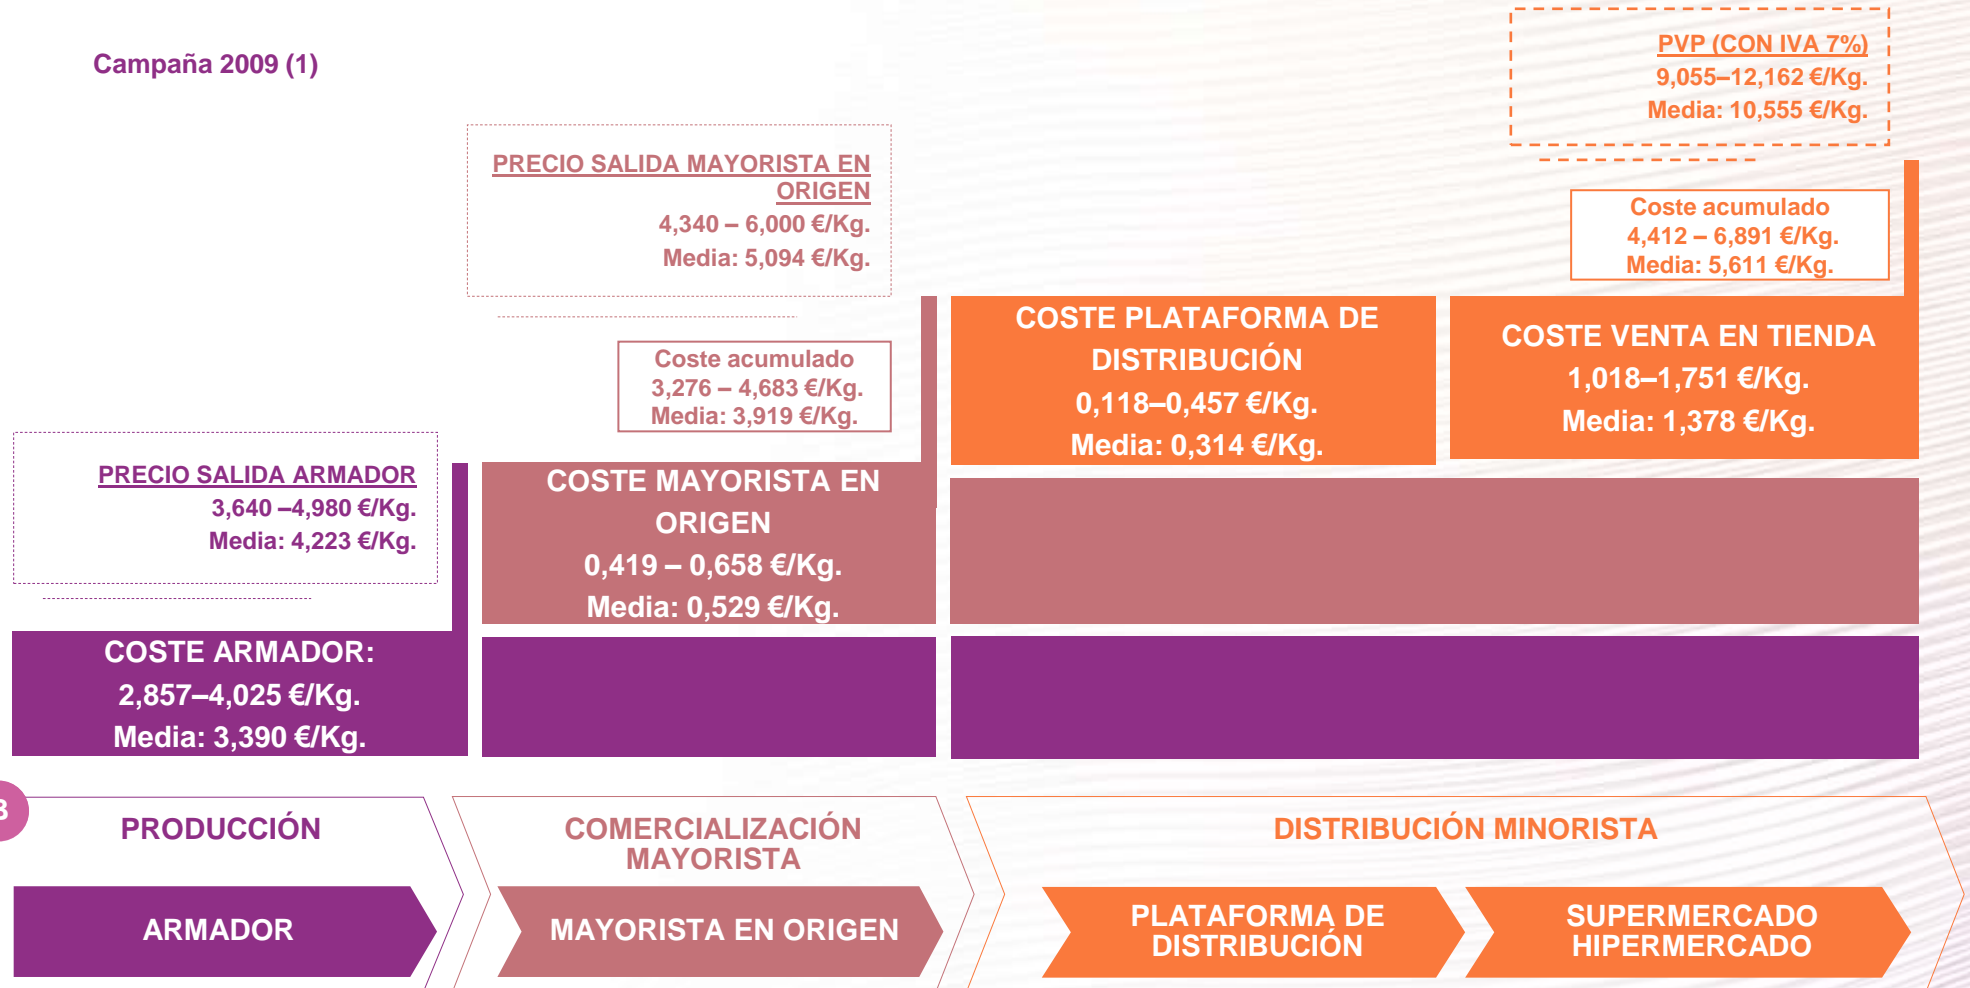 Campaña 2009 (1)
PVP (CON IVA 7%)
9,055–12,162 €/Kg.
Media: 10,555 €/Kg.
PRECIO SALIDA MAYORISTA EN
ORIGEN
4,340 – 6,000 €/Kg.
Media: 5,094 €/Kg.
Coste acumulado
4,412 – 6,891 €/Kg.
Media: 5,611 €/Kg.
COSTE PLATAFORMA DE
DISTRIBUCIÓN
0,118–0,457 €/Kg.
Media: 0,314 €/Kg.
COSTE VENTA EN TIENDA
1,018–1,751 €/Kg.
Media: 1,378 €/Kg.
Coste acumulado
3,276 – 4,683 €/Kg.
Media: 3,919 €/Kg.
PRECIO SALIDA ARMADOR
3,640 –4,980 €/Kg.
Media: 4,223 €/Kg.
COSTE MAYORISTA EN
ORIGEN
0,419 – 0,658 €/Kg.
Media: 0,529 €/Kg.
COSTE ARMADOR:
2,857–4,025 €/Kg.
Media: 3,390 €/Kg.
PRODUCCIÓN
COMERCIALIZACIÓN
MAYORISTA
DISTRIBUCIÓN MINORISTA
ARMADOR
MAYORISTA EN ORIGEN
PLATAFORMA DE
DISTRIBUCIÓN
SUPERMERCADO
HIPERMERCADO